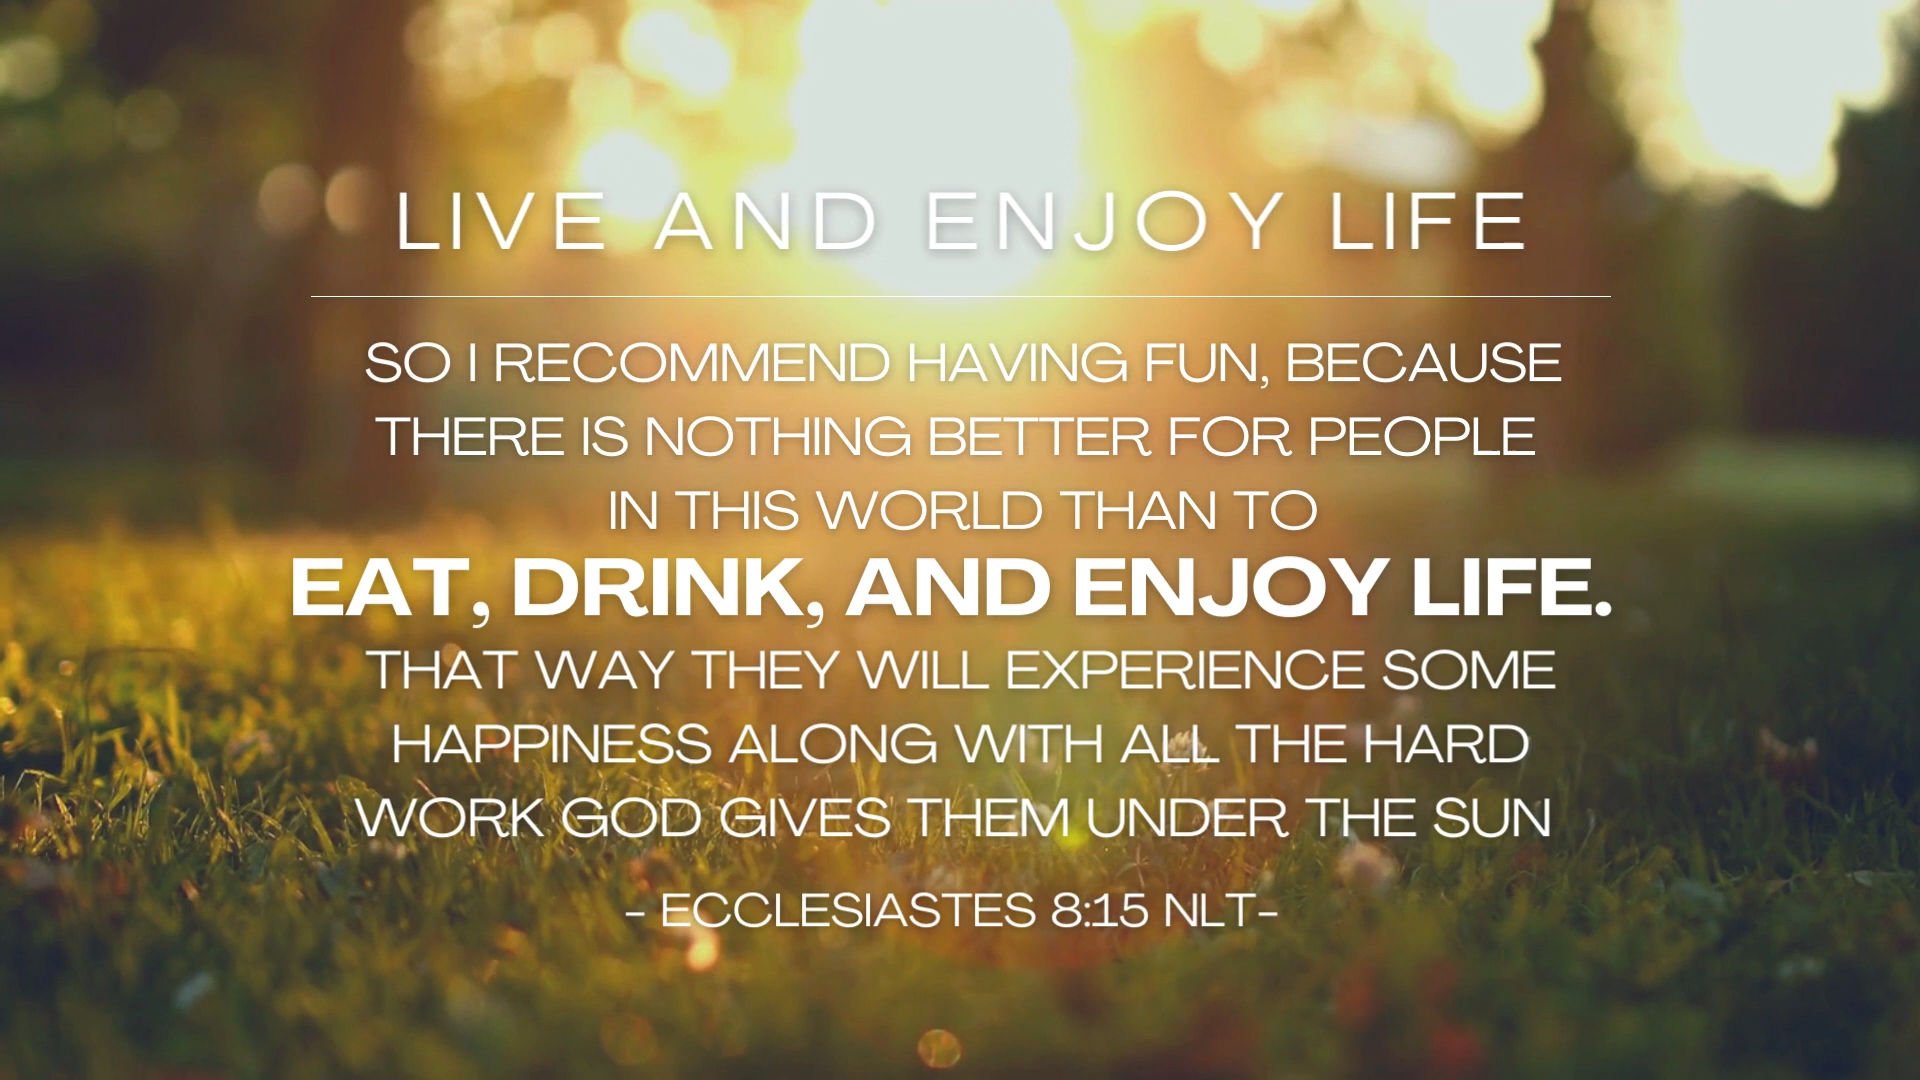 LIVE AND ENJOY LIFE
SO I RECOMMEND HAVING FUN, BECAUSE
THERE IS NOTHING BETTER FOR PEOPLE
IN THIS WORLD THAN TO
EAT, DRINK, AND ENJOY LIFE.
THAT WAY THEY WILL EXPERIENCE SOME
HAPPINESS ALONG WITH ALL THE HARD
WORK GOD GIVES THEM UNDER THE SUN
- ECCLESIASTES 8:15 NLT-